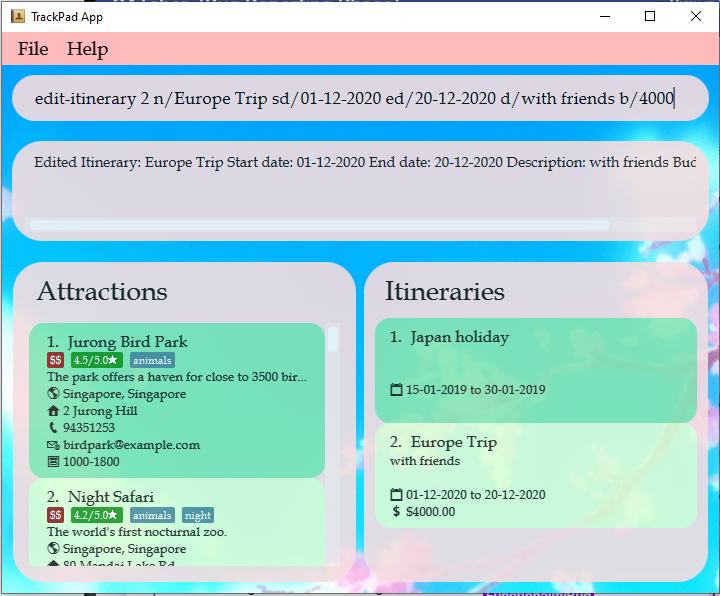 TrackPad App
File Help
edit-itinerary 2 n/Europe Trip sd/01-12-2020 ed/20-12-2020 d/with friends b/4000
Edited Itinerary: Europe Trip Start date: 01-12-2020 End date: 20-12-2020 Description: with friends Bud
Attractions
1. Jurong Bird Park
$$ 4.5/5.0★ animals
The park offers a haven for close to 3500 bir...
Singapore, Singapore
2 Jurong Hill
94351253
birdpark@example.com
1000-1800
2. Night Safari
$$ 4.2/5.0★ animals night
The world's first nocturnal zoo.
Singapore, Singapore
80 Mandai Lake Rd
Itineraries
1. Japan holiday
15-01-2019 to 30-01-2019
2. Europe Trip
with friends
01-12-2020 to 20-12-2020
$ $4000.00